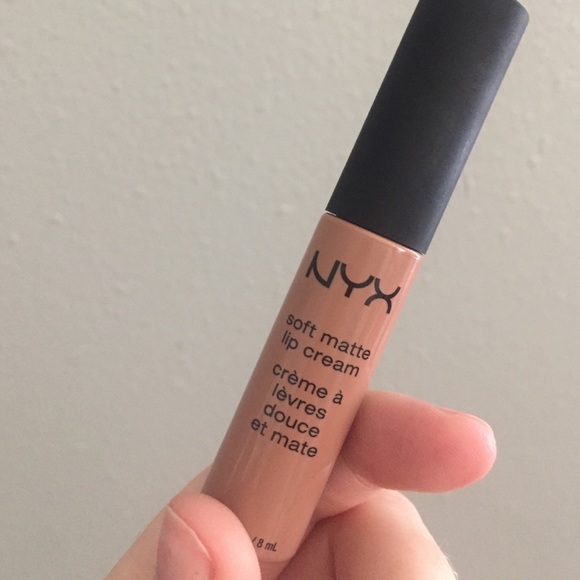 NYX
soft matte
lip cream
crème à
lèvres
douce
et mate
/ 8 mL